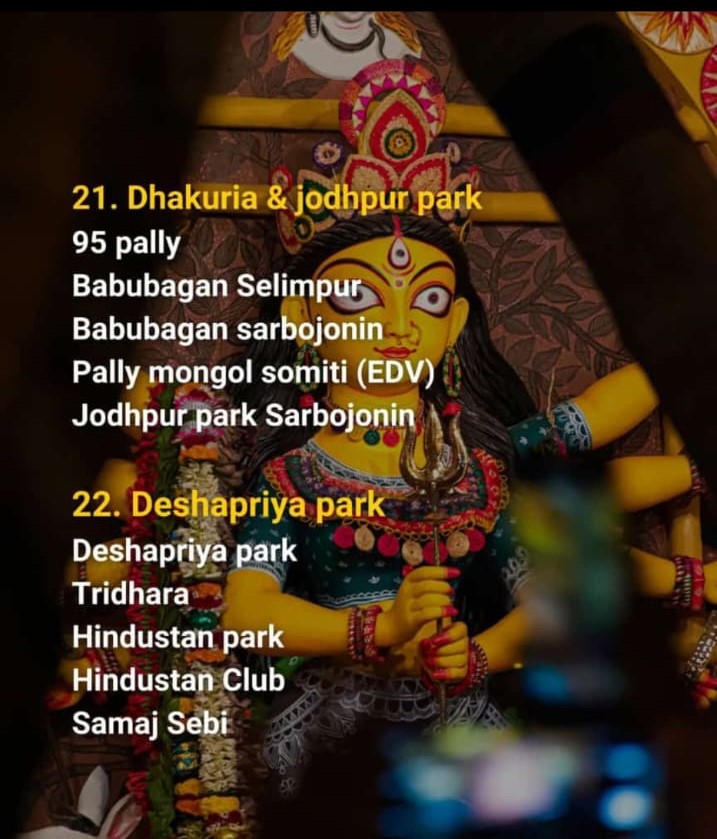 21. Dhakuria & jodhpur park
95 pally
Babubagan Selimpur
Babubagan sarbojonin
Pally mongol somiti (EDV)
Jodhpur park Sarbojonin
22. Deshapriya park
Deshapriya park
Tridhara
Hindustan park
Hindustan Club
Samaj Sebi